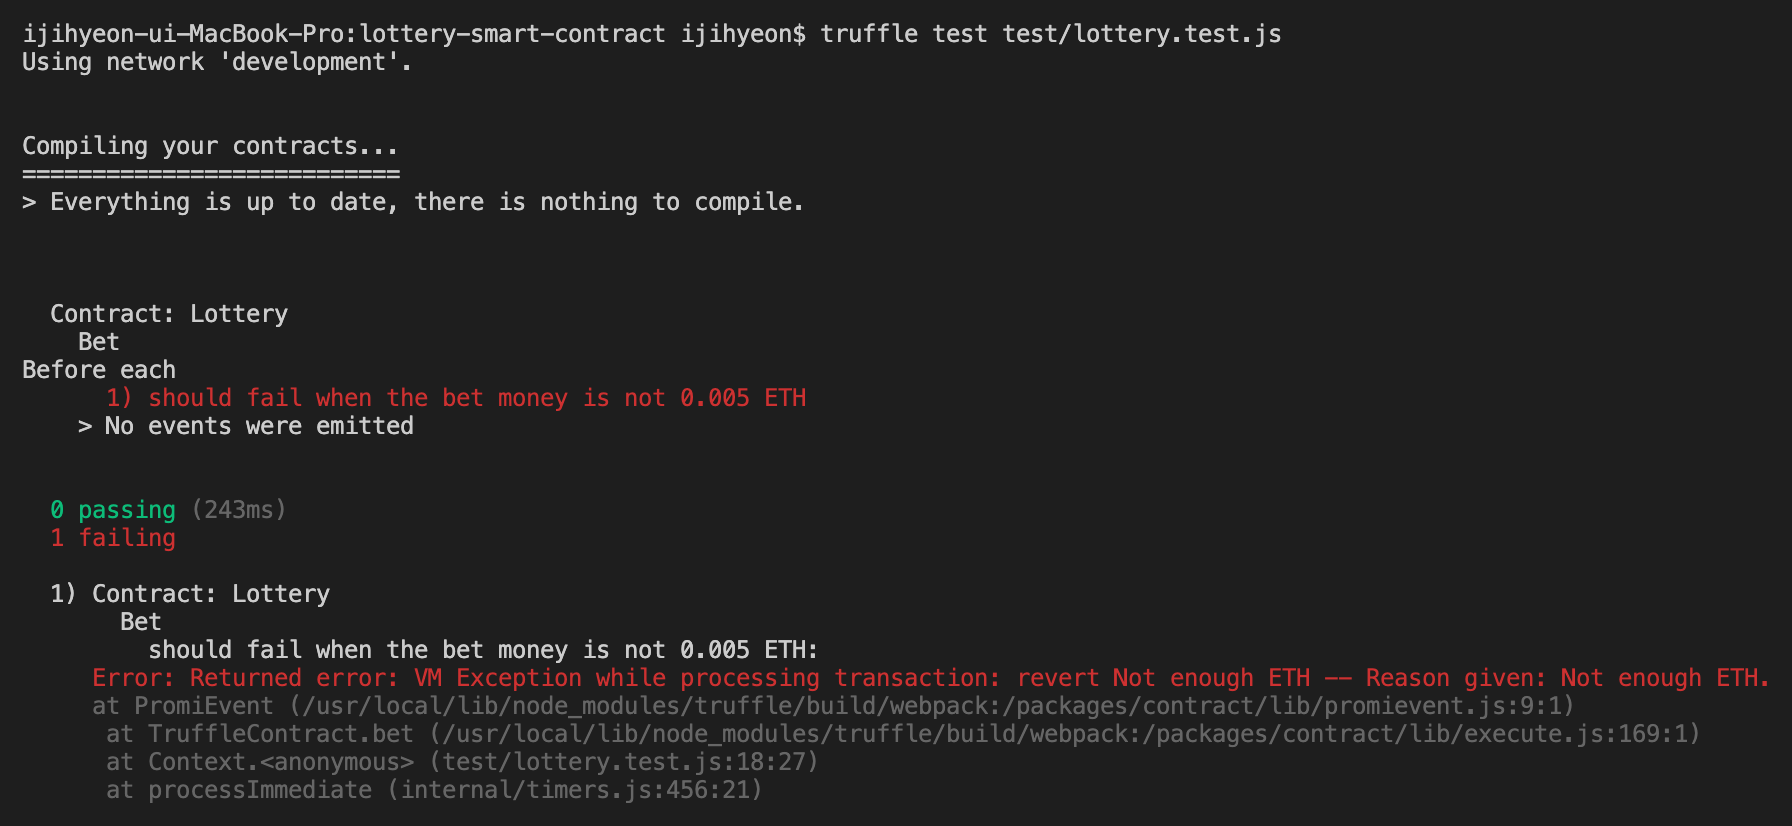 ijihyeon-ui-MacBook-Pro:lottery-smart-contract ijihyeon$ truffle test test/lottery.test.js
Using network 'development'.
Compiling your contracts...
===========================
> Everything is up to date, there is nothing to compile.
Contract: Lottery
Bet
Before each
1) should fail when the bet money is not 0.005 ETH
> No events were emitted
0 passing (243ms)
1 failing
1) Contract: Lottery
Bet
should fail when the bet money is not 0.005 ETH:
Error: Returned error: VM Exception while processing transaction: revert Not enough ETH -- Reason given: Not enough ETH.
at PromiEvent (/usr/local/lib/node_modules/truffle/build/webpack:/packages/contract/lib/promievent.js:9:1)
at TruffleContract.bet (/usr/local/lib/node_modules/truffle/build/webpack:/packages/contract/lib/execute.js:169:1)
at Context.<anonymous> (test/lottery.test.js:18:27)
at processImmediate (internal/timers.js:456:21)